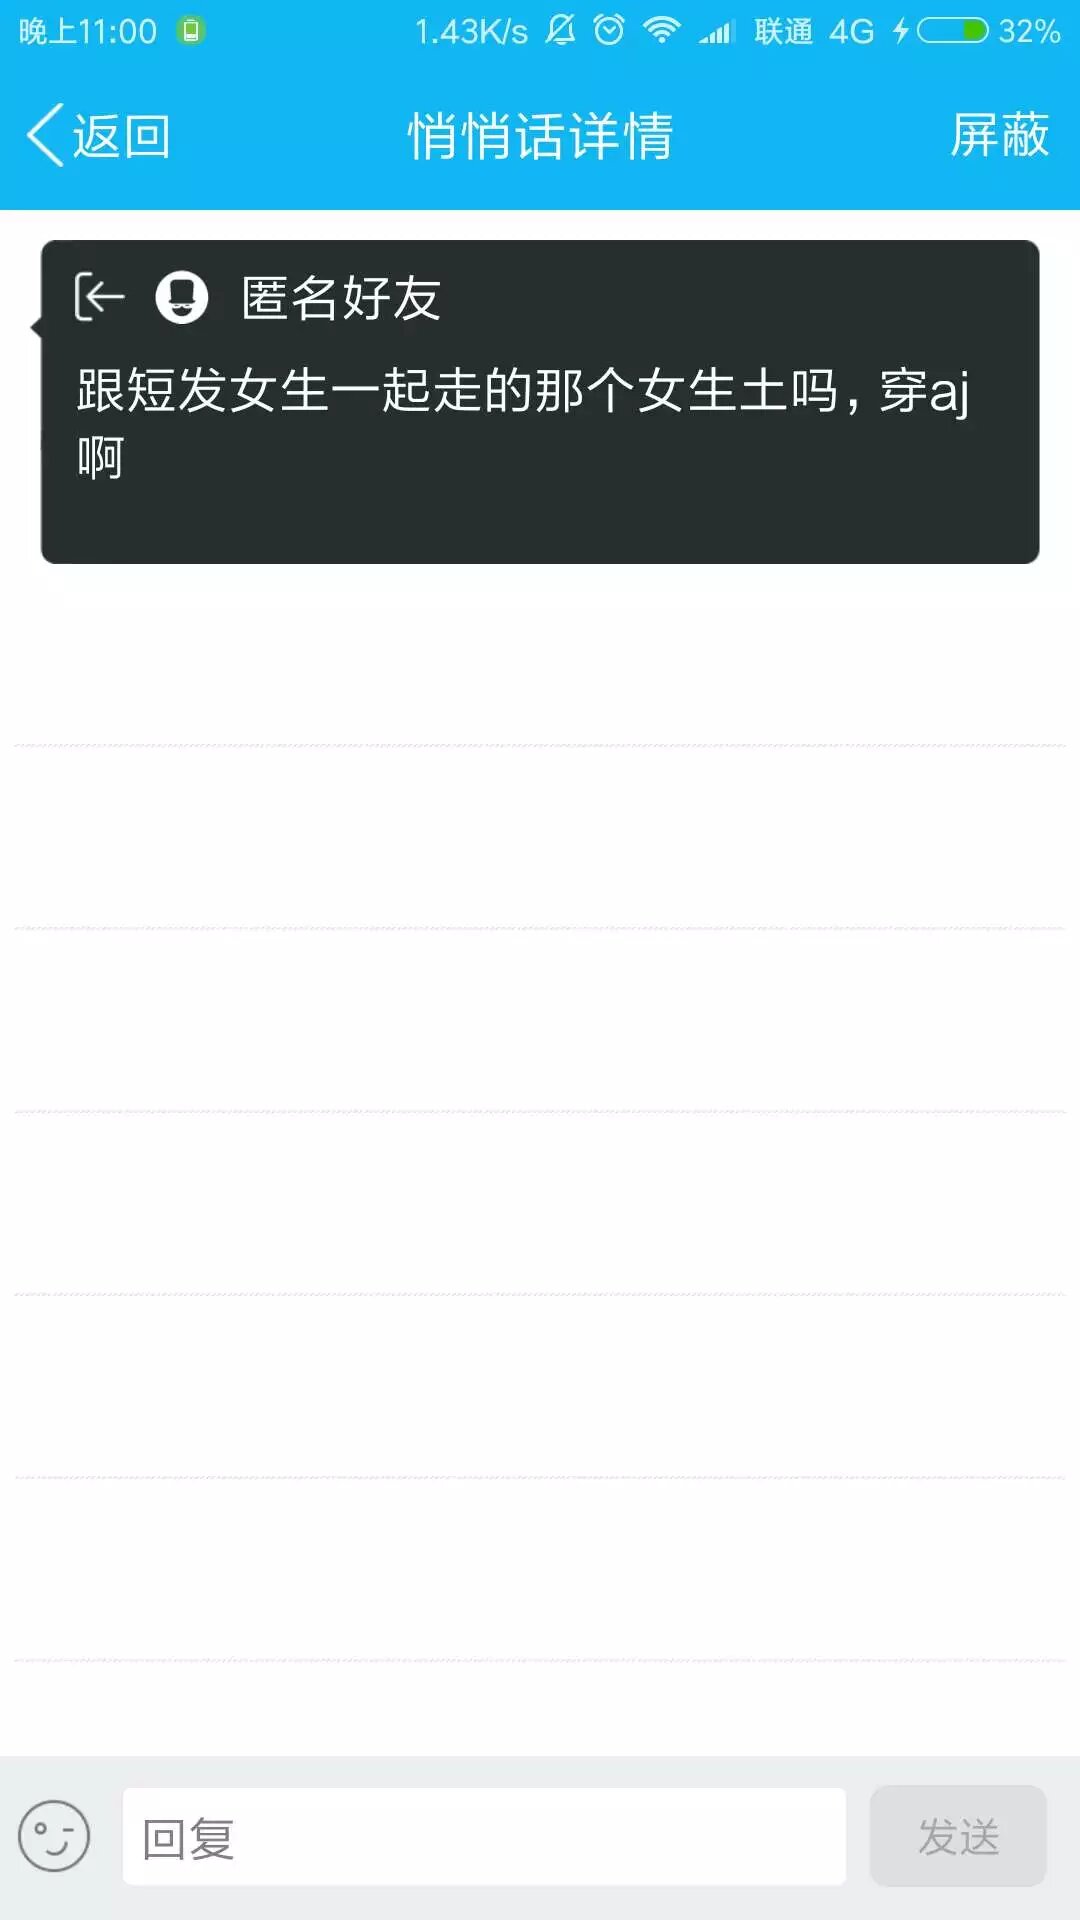 晚上11:00 1.43K/s 联通 4G 32%
返回 悄悄话详情 屏蔽
匿名好友
跟短发女生一起走的那个女生土吗，穿aj
啊
回复 发送